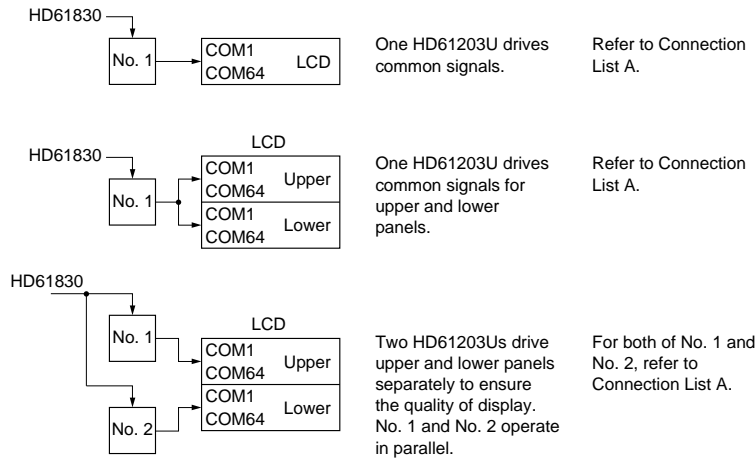 HD61830
No. 1
COM1
COM64
LCD
One HD61203U drives
common signals.
Refer to Connection
List A.
LCD
HD61830
No. 1
COM1
COM64
Upper
COM1
COM64
Lower
One HD61203U drives
common signals for
upper and lower
panels.
Refer to Connection
List A.
HD61830
No. 1
No. 2
LCD
COM1
COM64
Upper
COM1
COM64
Lower
Two HD61203Us drive
upper and lower panels
separately to ensure
the quality of display.
No. 1 and No. 2 operate
in parallel.
For both of No. 1 and
No. 2, refer to
Connection List A.